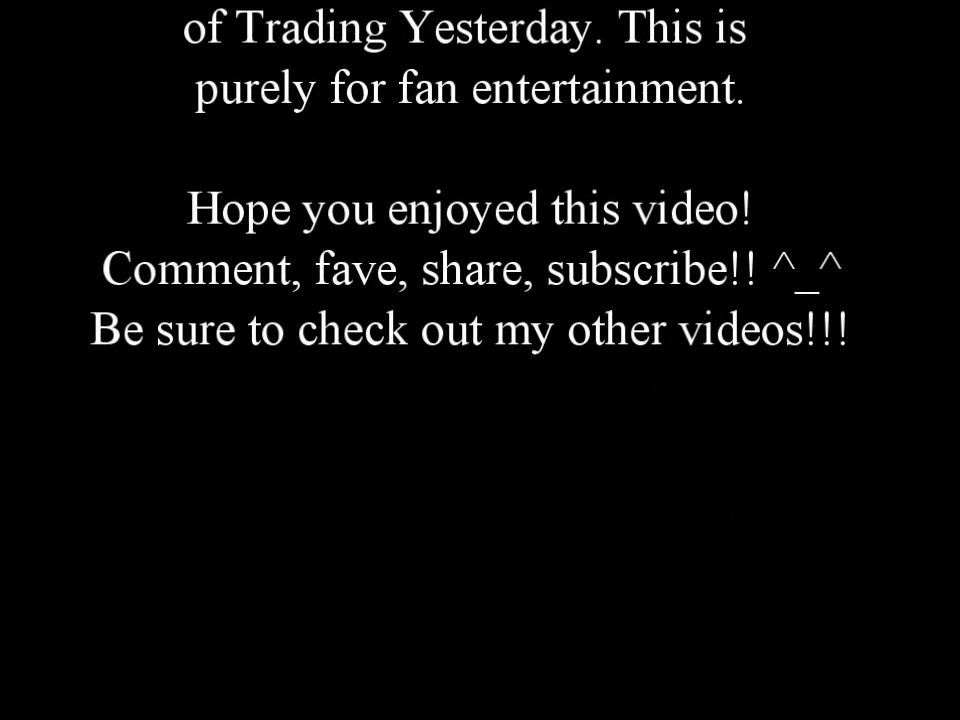 of Trading Yesterday. This is
purely for fan entertainment.
Hope you enjoyed this video!
Comment, fave, share, subscribe!! ^_^
Be sure to check out my other videos!!!